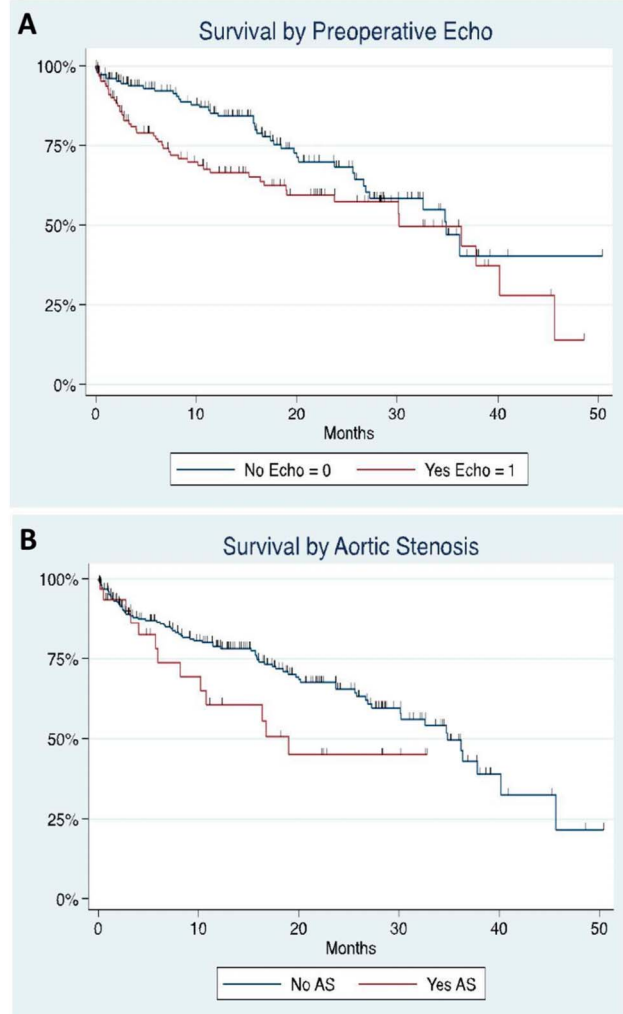 A
Survival by Preoperative Echo
100%
75%
50%
25%
0%
0 10 20 30 40 50
Months
No Echo = 0 Yes Echo = 1
B
Survival by Aortic Stenosis
100%
75%
50%
25%
0%
0 10 20 30 40 50
Months
No AS Yes AS